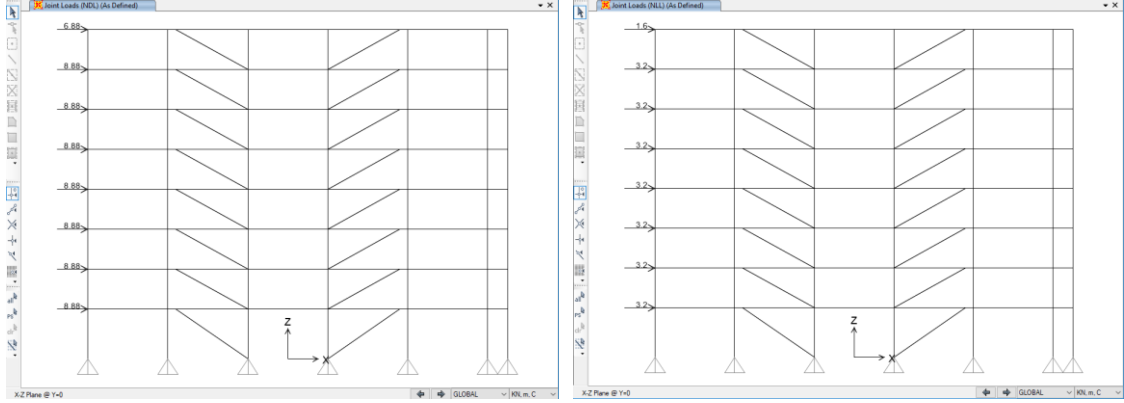 Joint Loads (NDL) (As Defined)
6.88
8.88
8.88
8.88
8.88
8.88
8.88
8.88
Z
X
X-Z Plane @ Y=0
GLOBAL
KN, m, C
Joint Loads (NLL) (As Defined)
1.6
3.2
3.2
3.2
3.2
3.2
3.2
3.2
Z
X
X-Z Plane @ Y=0
GLOBAL
KN, m, C